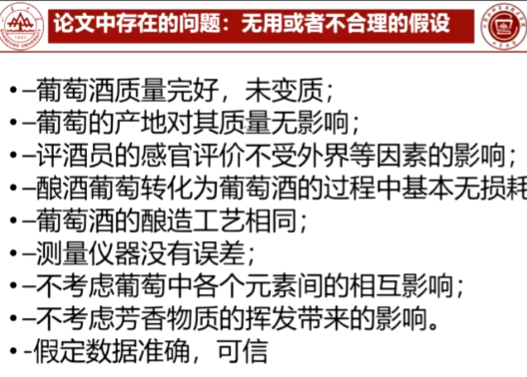 论文中存在的问题：无用或者不合理的假设
• –葡萄酒质量完好，未变质；
• –葡萄的产地对其质量无影响；
• –评酒员的感官评价不受外界等因素的影响；
• –酿酒葡萄转化为葡萄酒的过程中基本无损耗
• –葡萄酒的酿造工艺相同；
• –测量仪器没有误差；
• –不考虑葡萄中各个元素间的相互影响；
• –不考虑芳香物质的挥发带来的影响。
• -假定数据准确，可信